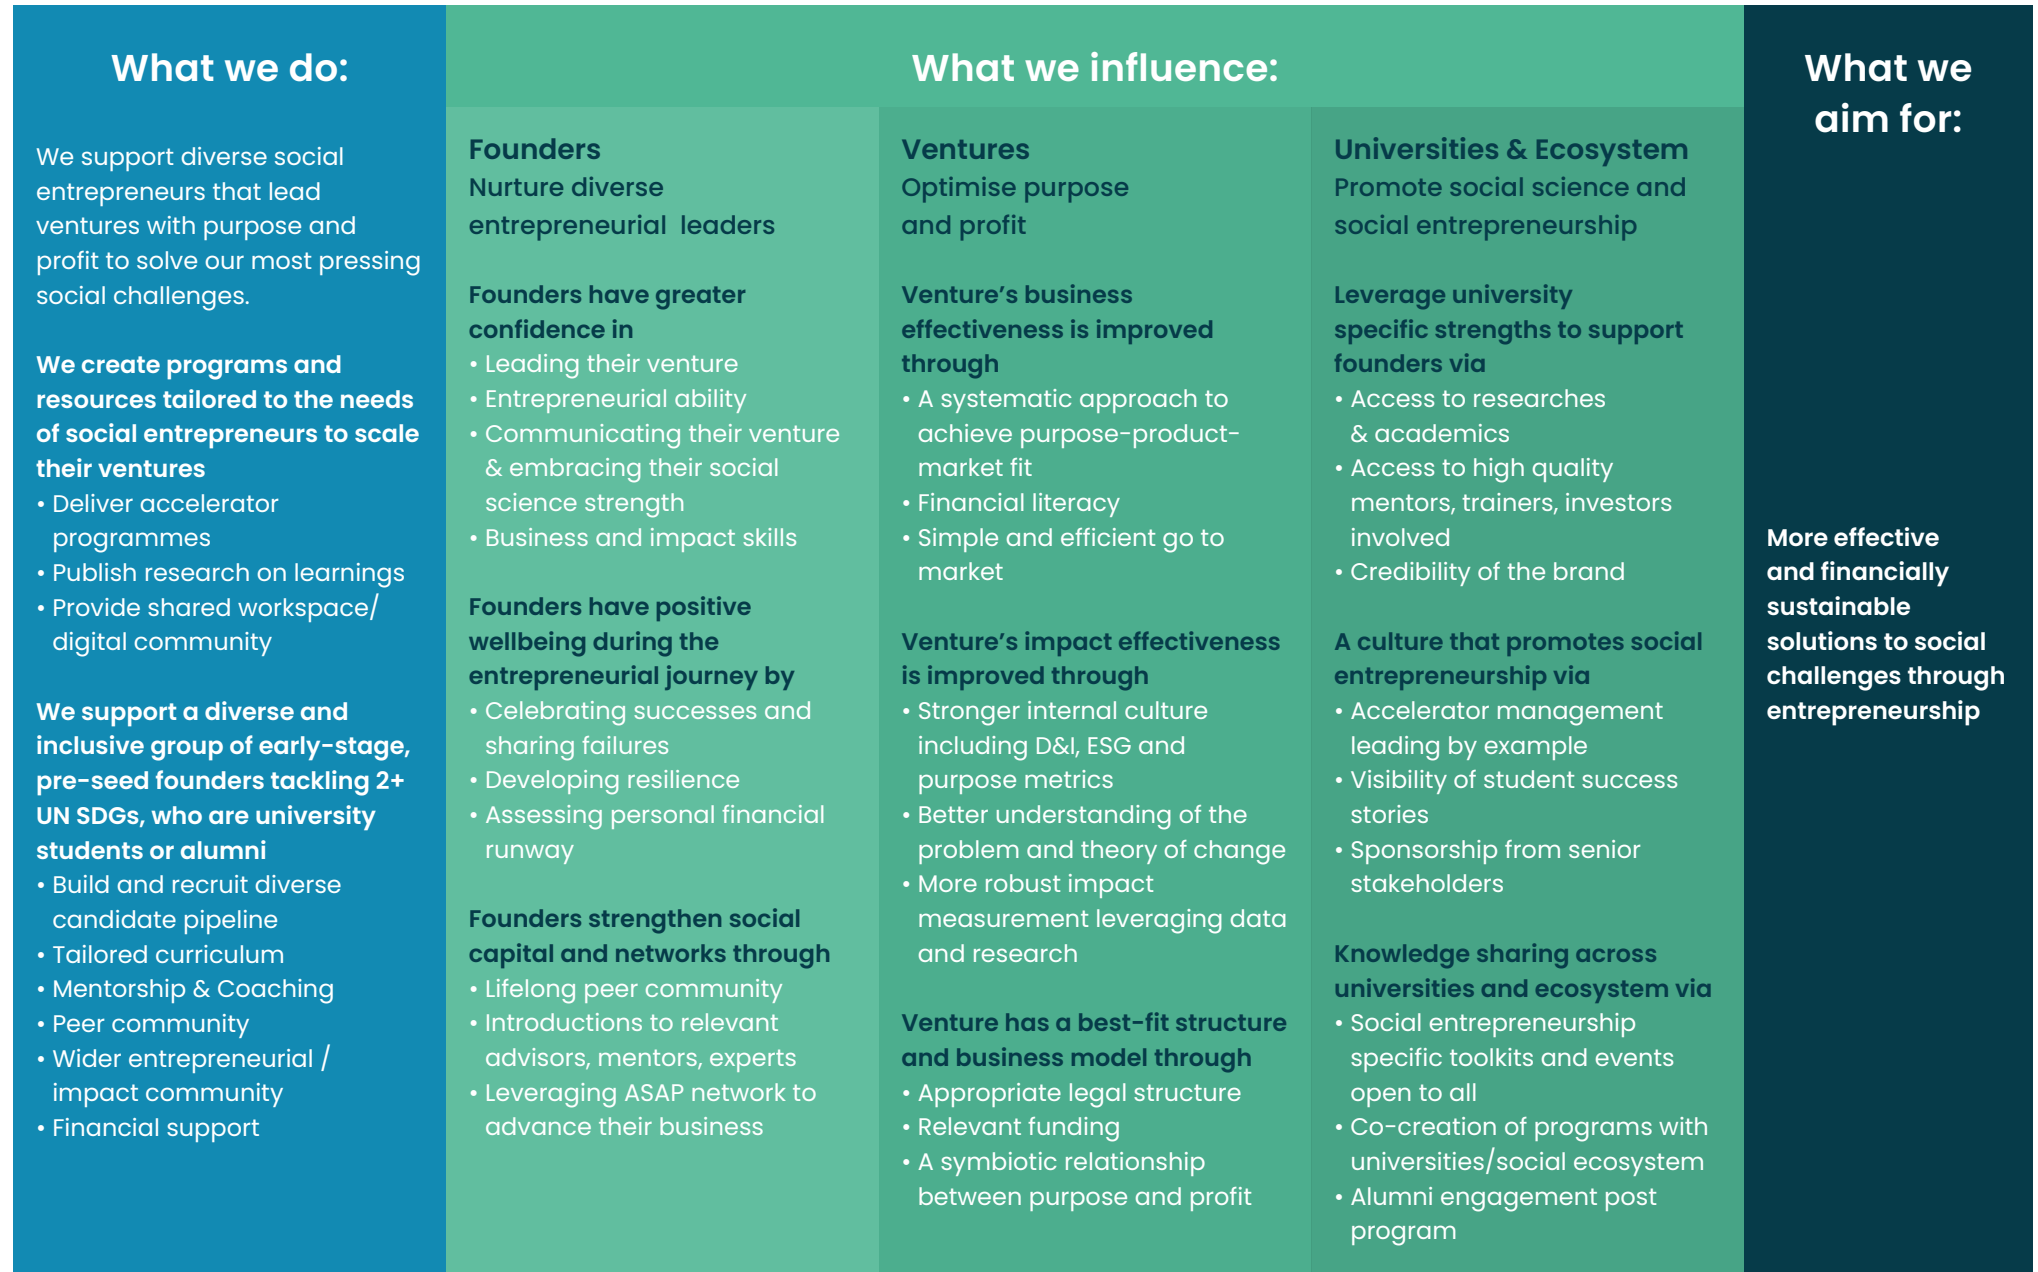 What we do:
We support diverse social
entrepreneurs that lead
ventures with purpose and
profit to solve our most pressing
social challenges.
We create programs and
resources tailored to the needs
of social entrepreneurs to scale
their ventures
• Deliver accelerator
programmes
• Publish research on learnings
• Provide shared workspace/
digital community
We support a diverse and
inclusive group of early-stage,
pre-seed founders tackling 2+
UN SDGs, who are university
students or alumni
• Build and recruit diverse
candidate pipeline
• Tailored curriculum
• Mentorship & Coaching
• Peer community
• Wider entrepreneurial /
impact community
• Financial support
What we influence:
Founders
Nurture diverse
entrepreneurial leaders
Founders have greater
confidence in
• Leading their venture
• Entrepreneurial ability
• Communicating their venture
& embracing their social
science strength
• Business and impact skills
Founders have positive
wellbeing during the
entrepreneurial journey by
• Celebrating successes and
sharing failures
• Developing resilience
• Assessing personal financial
runway
Founders strengthen social
capital and networks through
• Lifelong peer community
• Introductions to relevant
advisors, mentors, experts
• Leveraging ASAP network to
advance their business
Ventures
Optimise purpose
and profit
Venture's business
effectiveness is improved
through
• A systematic approach to
achieve purpose-product-
market fit
• Financial literacy
• Simple and efficient go to
market
Venture's impact effectiveness
is improved through
• Stronger internal culture
including D&I, ESG and
purpose metrics
• Better understanding of the
problem and theory of change
• More robust impact
measurement leveraging data
and research
Venture has a best-fit structure
and business model through
• Appropriate legal structure
• Relevant funding
• A symbiotic relationship
between purpose and profit
Universities & Ecosystem
Promote social science and
social entrepreneurship
Leverage university
specific strengths to support
founders via
• Access to researches
& academics
• Access to high quality
mentors, trainers, investors
involved
• Credibility of the brand
A culture that promotes social
entrepreneurship via
• Accelerator management
leading by example
• Visibility of student success
stories
• Sponsorship from senior
stakeholders
Knowledge sharing across
universities and ecosystem via
• Social entrepreneurship
specific toolkits and events
open to all
• Co-creation of programs with
universities/social ecosystem
• Alumni engagement post
program
What we
aim for:
More effective
and financially
sustainable
solutions to social
challenges through
entrepreneurship